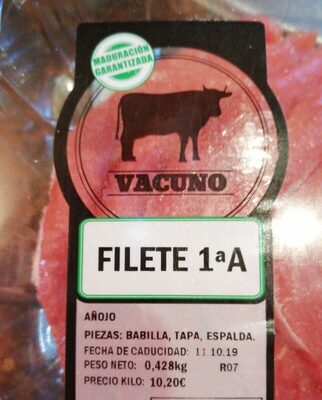 MADURACIÓN
GARANTIZADA
VACUNO
FILETE 1ªA
AÑOJO
PIEZAS: BABILLA, TAPA, ESPALDA.
FECHA DE CADUCIDAD: 11.10.19
PESO NETO: 0,428kg R07
PRECIO KILO: 10,20€